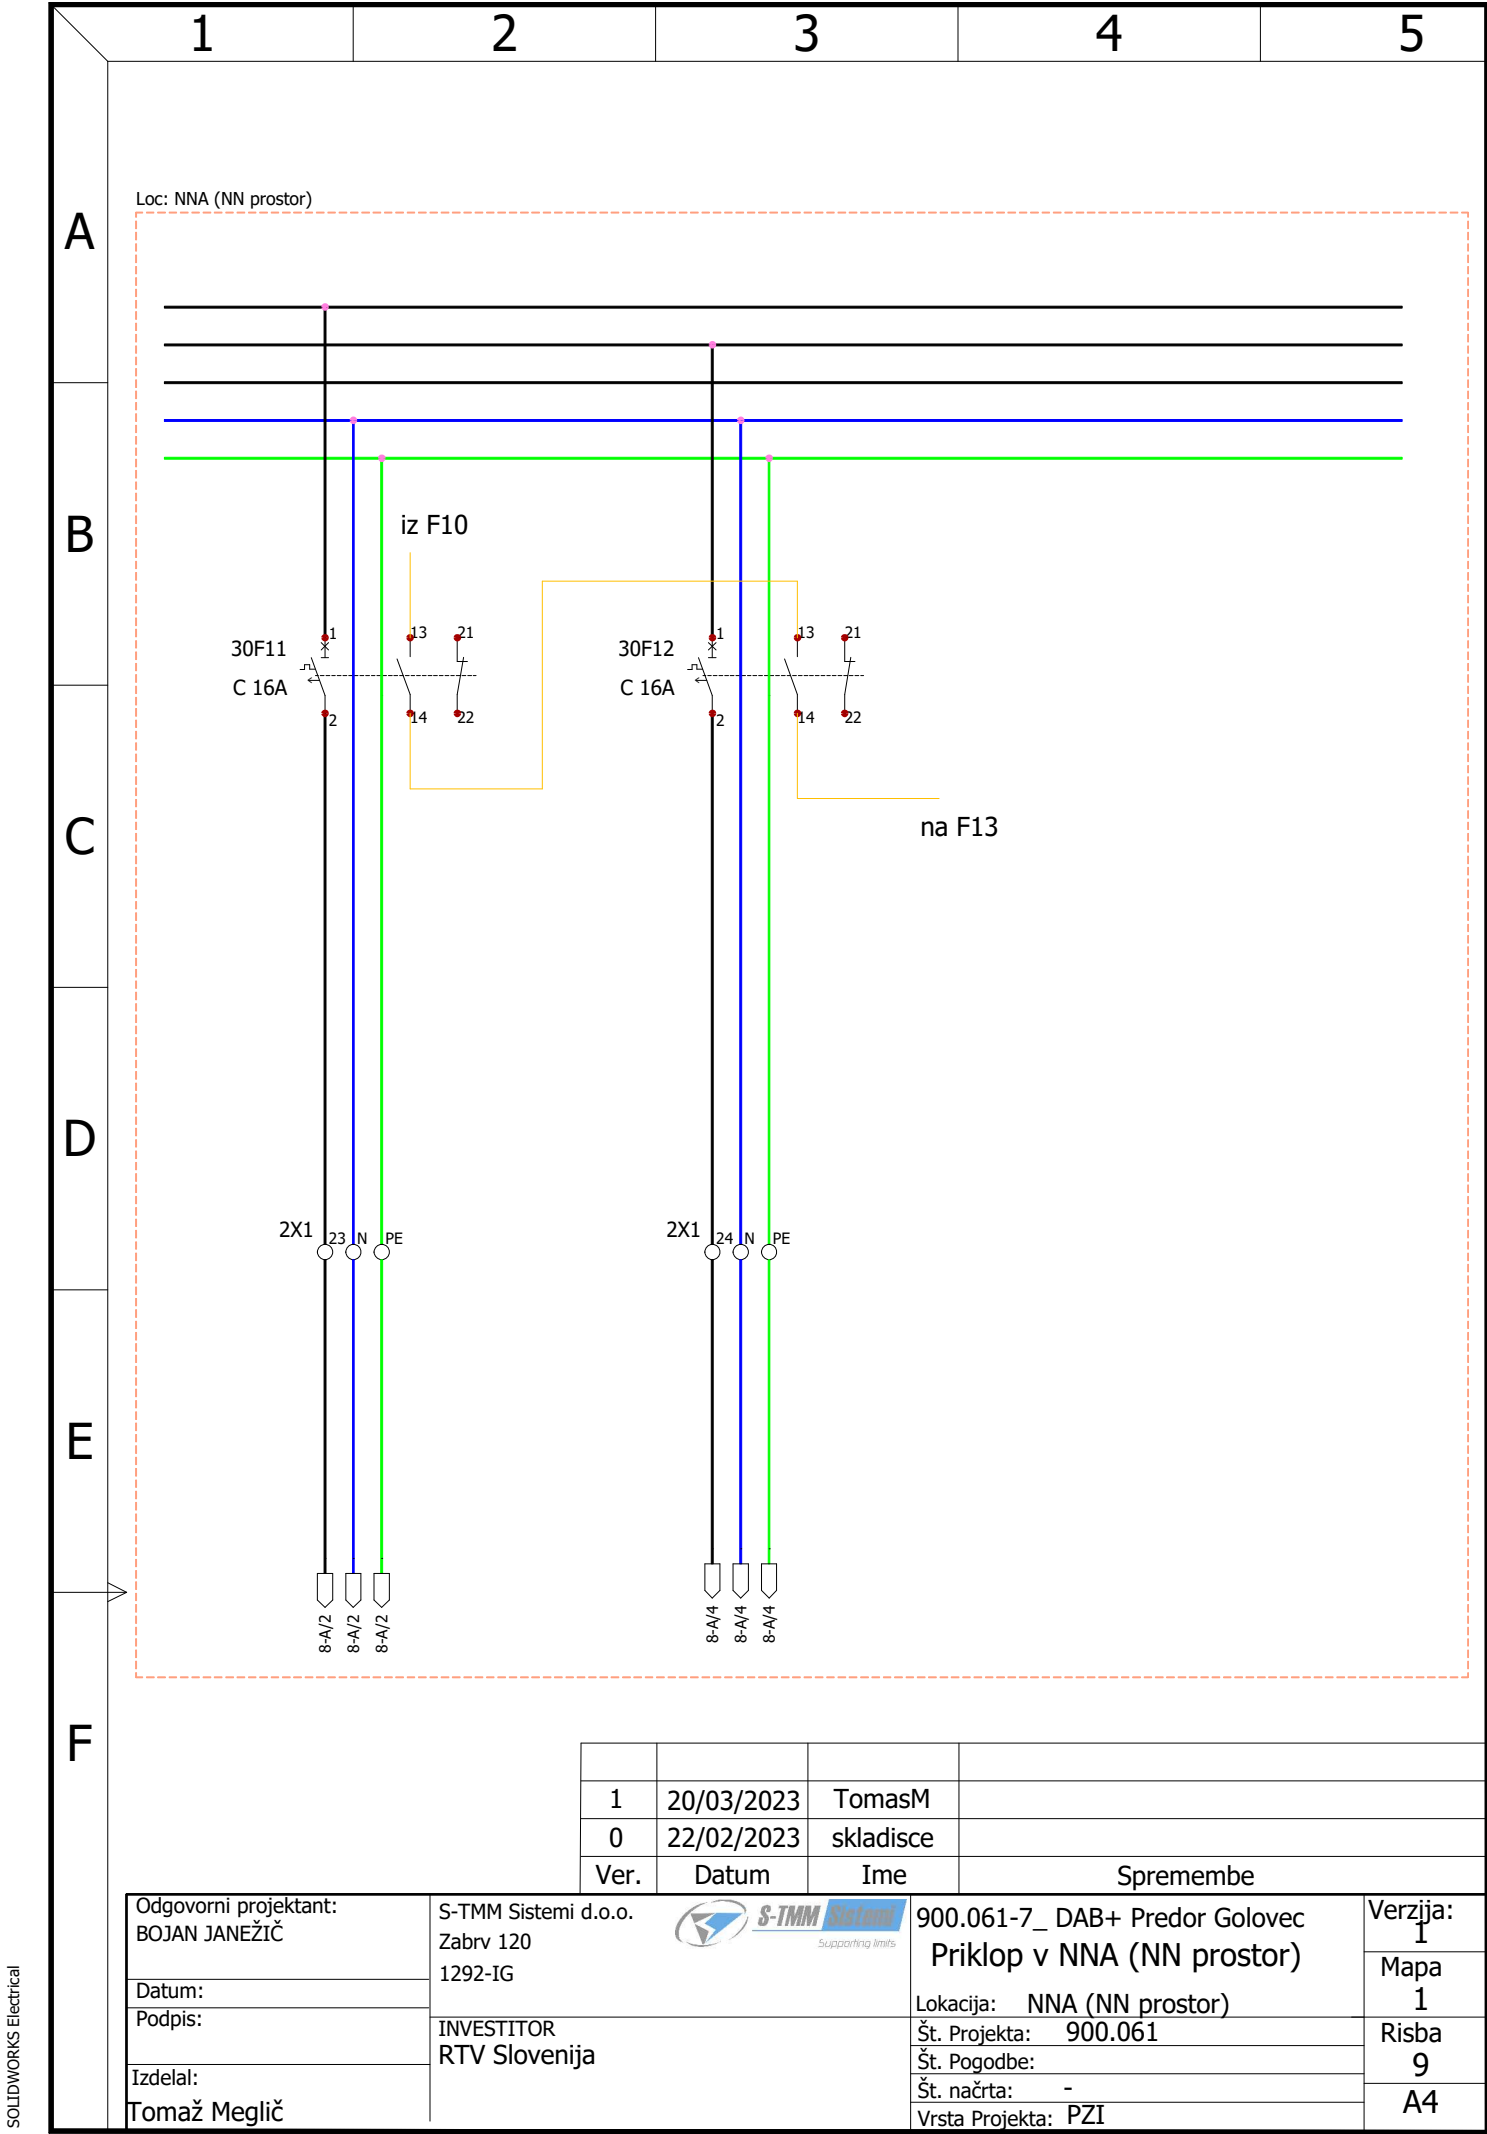 1 2 3 4 5
Loc: NNA (NN prostor)
A
B
iz F10
30F11
C 16A
1
2
13
14
21
22
30F12
C 16A
1
2
13
14
21
22
C
na F13
D
2X1 23 N PE
2X1 24 N PE
E
8-A/2
8-A/2
8-A/2
8-A/4
8-A/4
8-A/4
F
1 20/03/2023 TomasM
0 22/02/2023 skladisce
Ver. Datum Ime Spremembe
Odgovorni projektant:
BOJAN JANEŽIČ
Datum:
Podpis:
Izdelal:
Tomaž Meglič
S-TMM Sistemi d.o.o.
Zabrv 120
1292-IG
S-TMM Sistemi
Supporting limits
INVESTITOR
RTV Slovenija
900.061-7_ DAB+ Predor Golovec
Priklop v NNA (NN prostor)
Lokacija: NNA (NN prostor)
Št. Projekta: 900.061
Št. Pogodbe:
Št. načrta: -
Vrsta Projekta: PZI
Verzija:
1
Mapa
1
Risba
9
A4
SOLIDWORKS Electrical